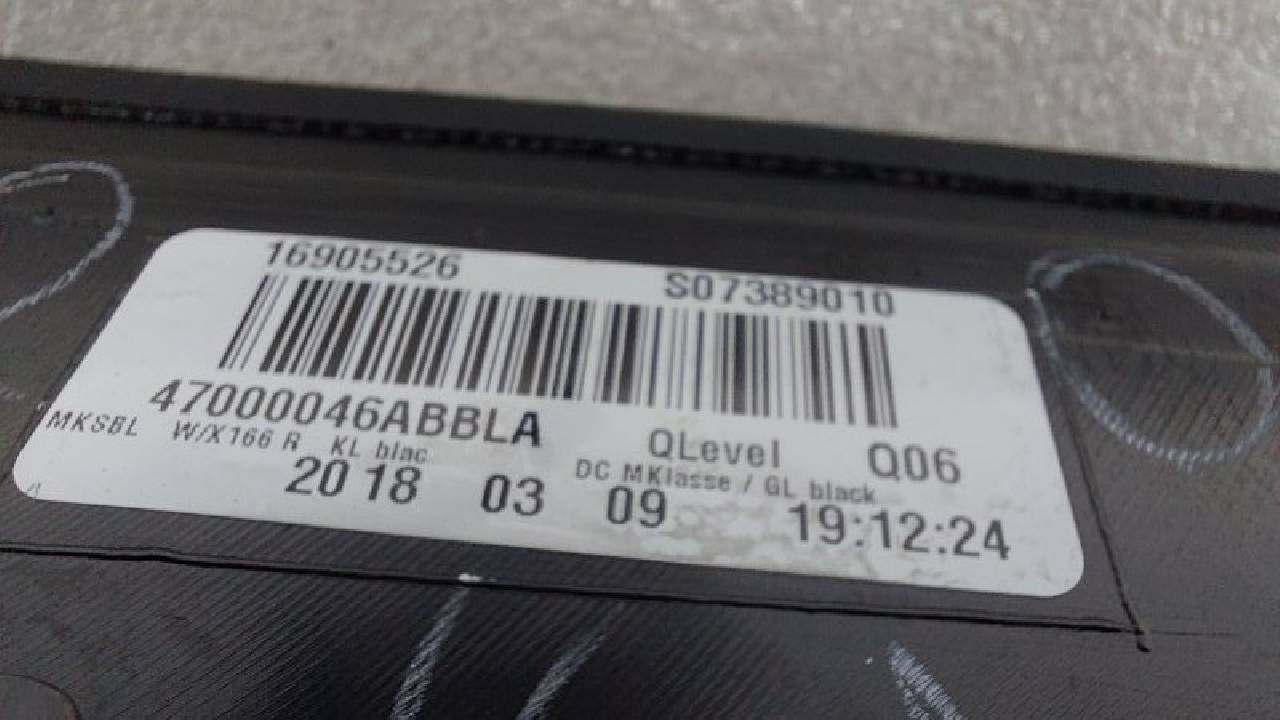 16905526 S07389010
47000046ABBLA QLevel Q06
MKSBL W/X166 R KL blac DC MKlasse / GL black
2018 03 09 19:12:24